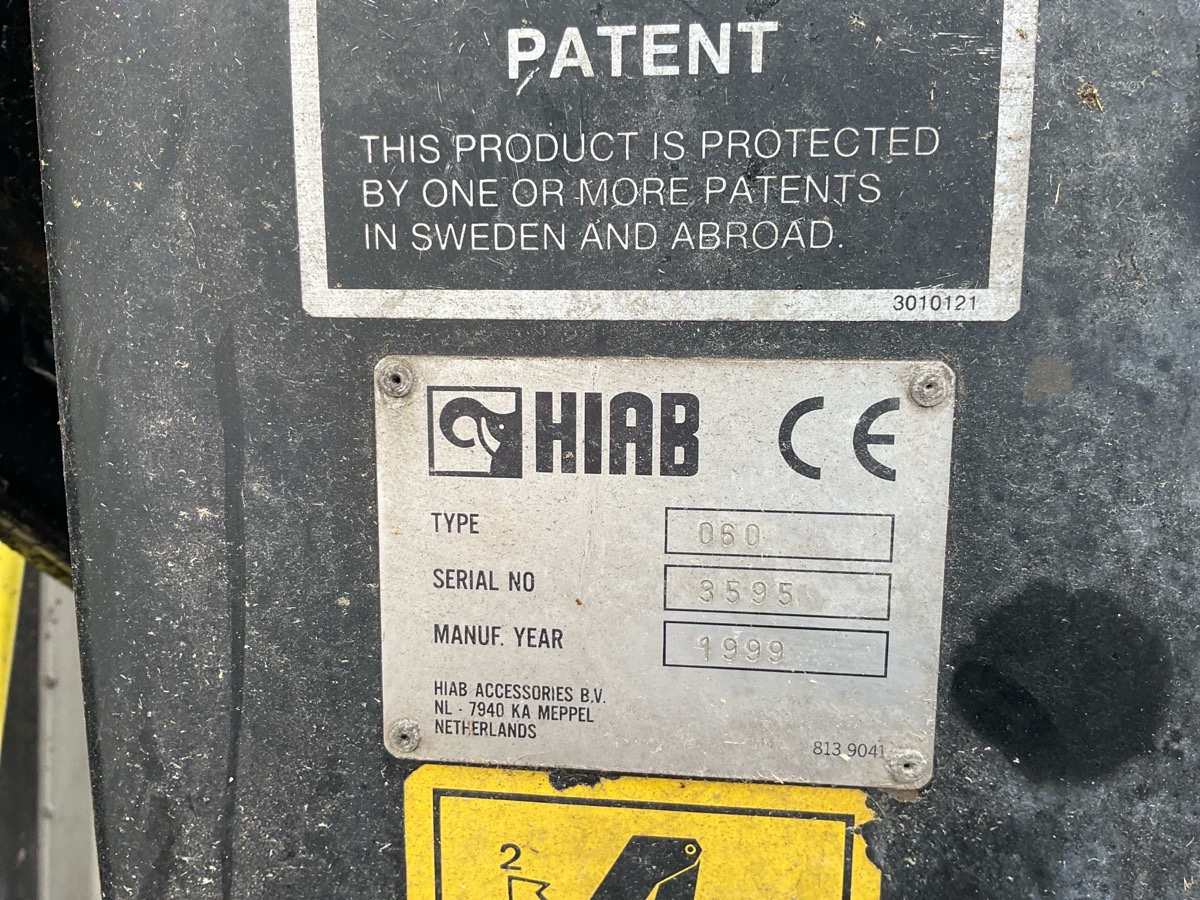 PATENT
THIS PRODUCT IS PROTECTED
BY ONE OR MORE PATENTS
IN SWEDEN AND ABROAD.
3010121
HIAB CE
TYPE 060
SERIAL NO 3595
MANUF. YEAR 1999
HIAB ACCESSORIES B.V.
NL - 7940 KA MEPPEL
NETHERLANDS
813 9041
2